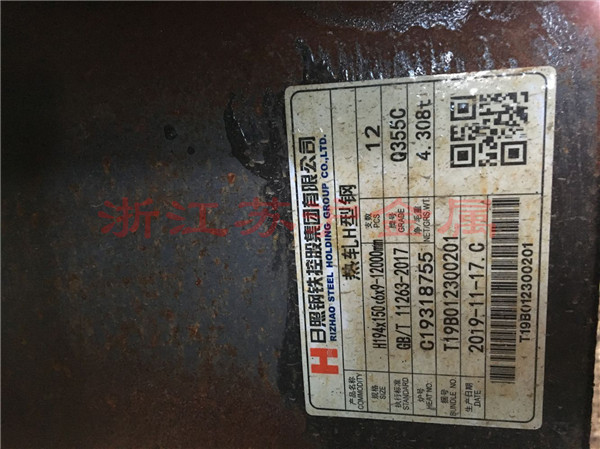 日照钢铁控股集团有限公司
RIZHAO STEEL HOLDING GROUP CO.,LTD.
产品名称 COMMODITY 热轧H型钢
规格 SIZE H194x150x6x9-12000mm 支数 PCS 12
执行标准 STANDARD GB/T 11263-2017 牌号 GRADE Q355C
炉号 HEAT NO. C19318755 净/毛重 NET/GRS WT 4.308t
捆号 BUNDLE NO. T19B012300201
生产日期 DATE 2019-11-17.C
T19B012300201
浙江苏 金属